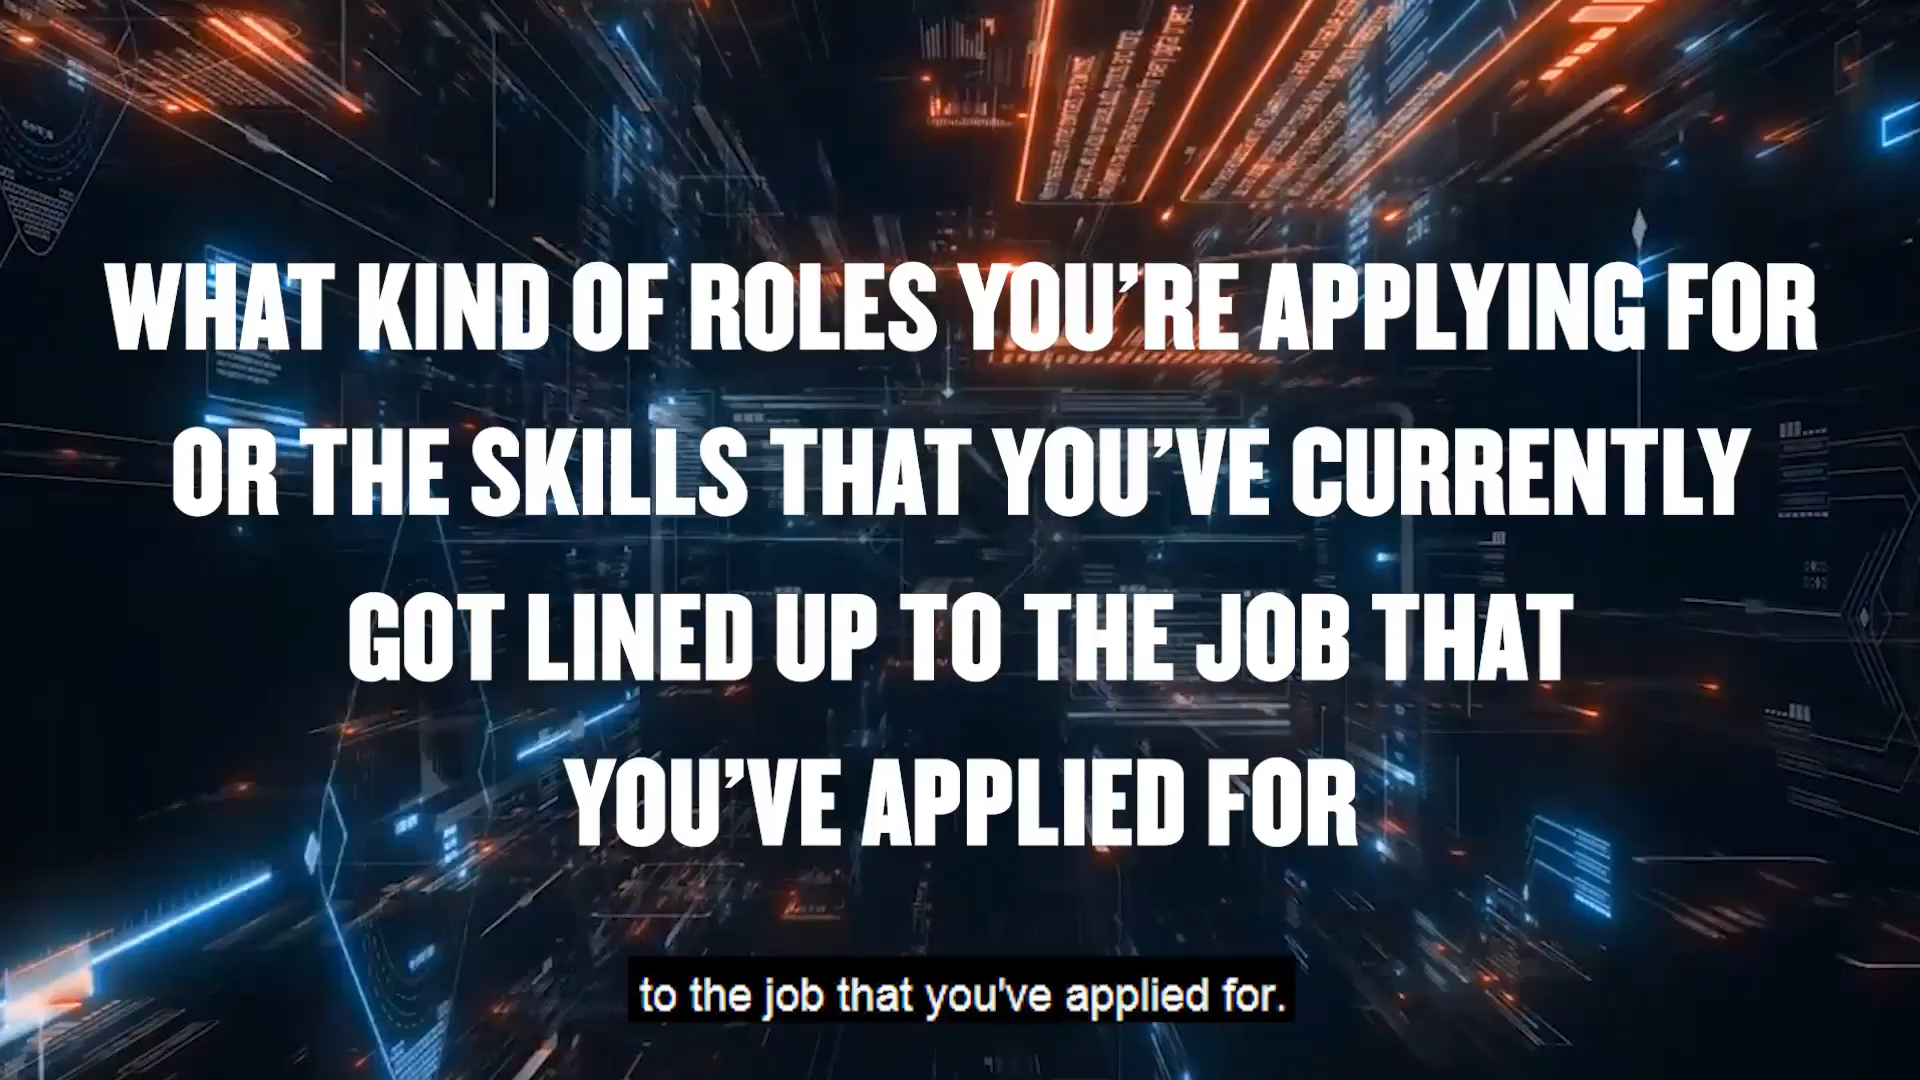 WHAT KIND OF ROLES YOU’RE APPLYING FOR
OR THE SKILLS THAT YOU’VE CURRENTLY
GOT LINED UP TO THE JOB THAT
YOU’VE APPLIED FOR
to the job that you've applied for.